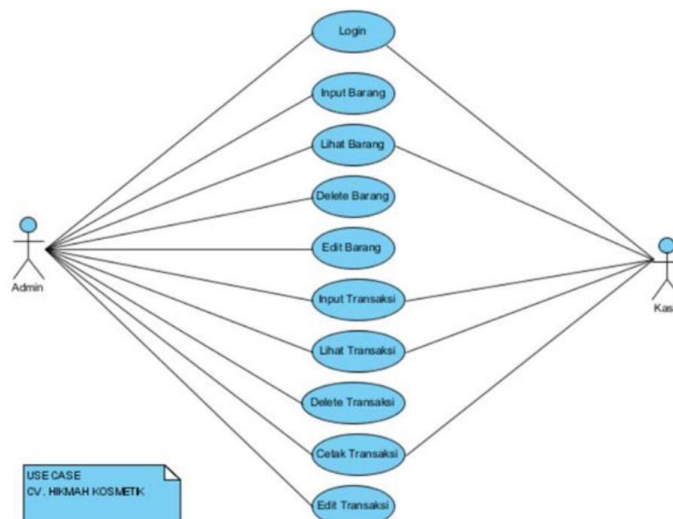 Login
Input Barang
Lihat Barang
Delete Barang
Edit Barang
Admin
Input Transaksi
Kas
Lihat Transaksi
Delete Transaksi
Cetak Transaksi
USE CASE
CV. HIKMAH KOSMETIK
Edit Transaksi